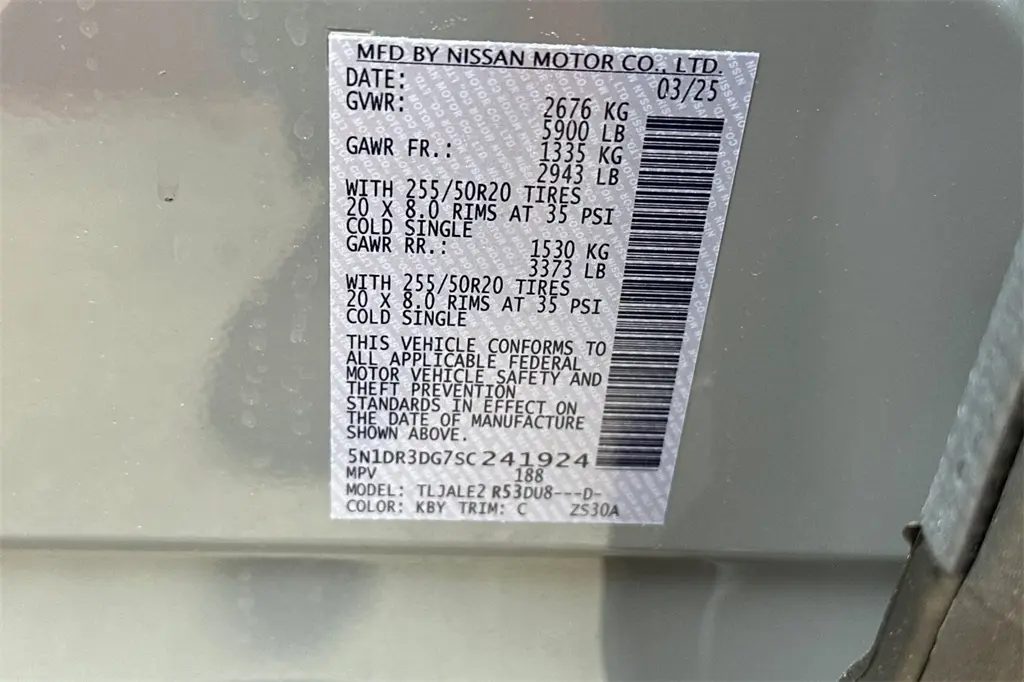 MFD BY NISSAN MOTOR CO., LTD.
DATE: 03/25
GVWR: 2676 KG
5900 LB
GAWR FR.: 1335 KG
2943 LB
WITH 255/50R20 TIRES
20 X 8.0 RIMS AT 35 PSI
COLD SINGLE
GAWR RR.: 1530 KG
3373 LB
WITH 255/50R20 TIRES
20 X 8.0 RIMS AT 35 PSI
COLD SINGLE
THIS VEHICLE CONFORMS TO
ALL APPLICABLE FEDERAL
MOTOR VEHICLE SAFETY AND
THEFT PREVENTION
STANDARDS IN EFFECT ON
THE DATE OF MANUFACTURE
SHOWN ABOVE.
5N1DR3DG7SC241924
MPV 188
MODEL: TLJALE2 R53DU8---D-
COLOR: KBY TRIM: C ZS30A